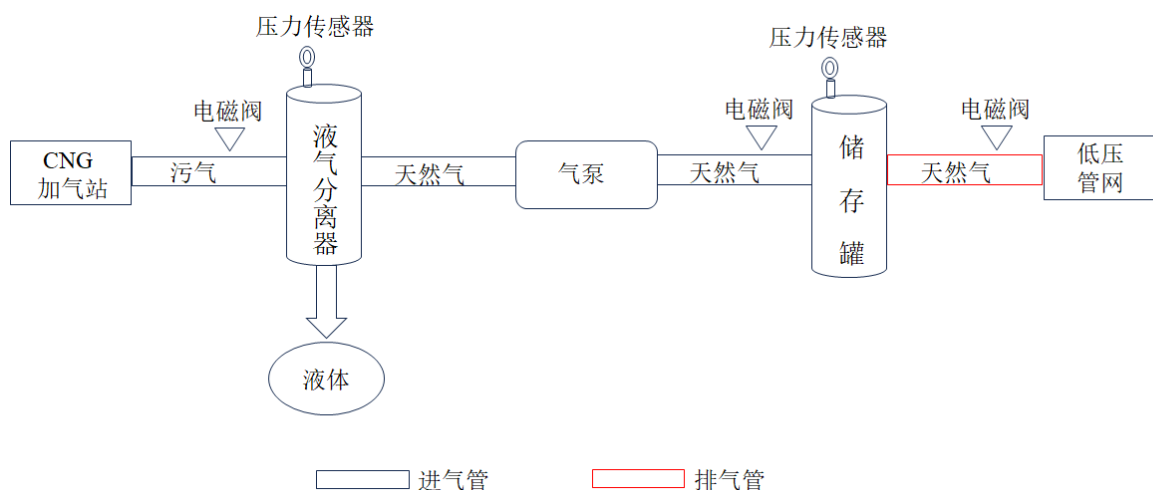 压力传感器
压力传感器
电磁阀
电磁阀
电磁阀
CNG
加气站
污气
液气分离器
天然气
气泵
天然气
储存罐
天然气
低压
管网
液体
进气管
排气管